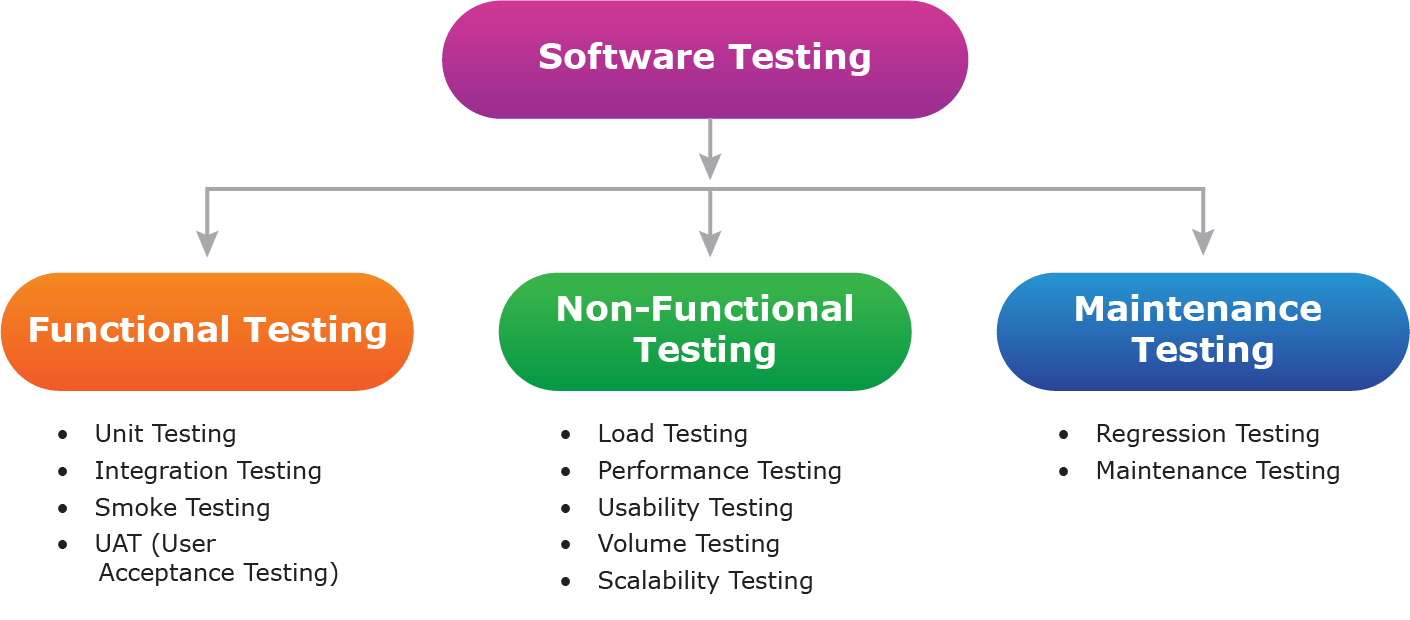 Software Testing
Functional Testing
Non-Functional
Testing
Maintenance
Testing
• Unit Testing
• Integration Testing
• Smoke Testing
• UAT (User
Acceptance Testing)
• Load Testing
• Performance Testing
• Usability Testing
• Volume Testing
• Scalability Testing
• Regression Testing
• Maintenance Testing